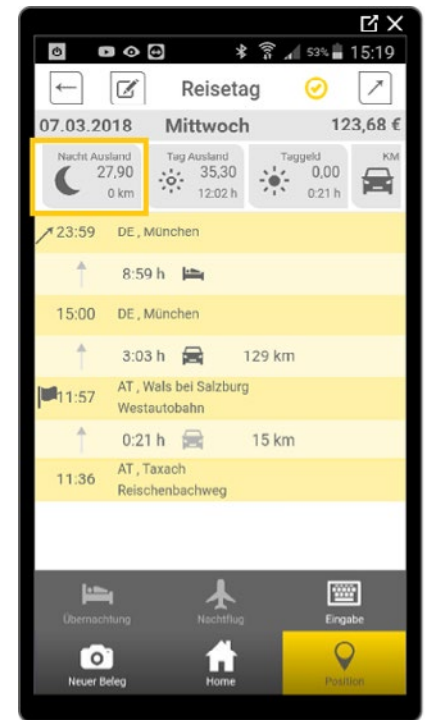 53% 15:19
Reisetag
07.03.2018 Mittwoch 123,68 €
Nacht Ausland Tag Ausland Taggeld KM
27,90 35,30 0,00
0 km 12:02 h 0:21 h
23:59 DE , München
8:59 h
15:00 DE , München
3:03 h 129 km
11:57 AT , Wals bei Salzburg
Westautobahn
0:21 h 15 km
11:36 AT , Taxach
Reischenbachweg
Übernachtung Nachtflug Eingabe
Neuer Beleg Home Position